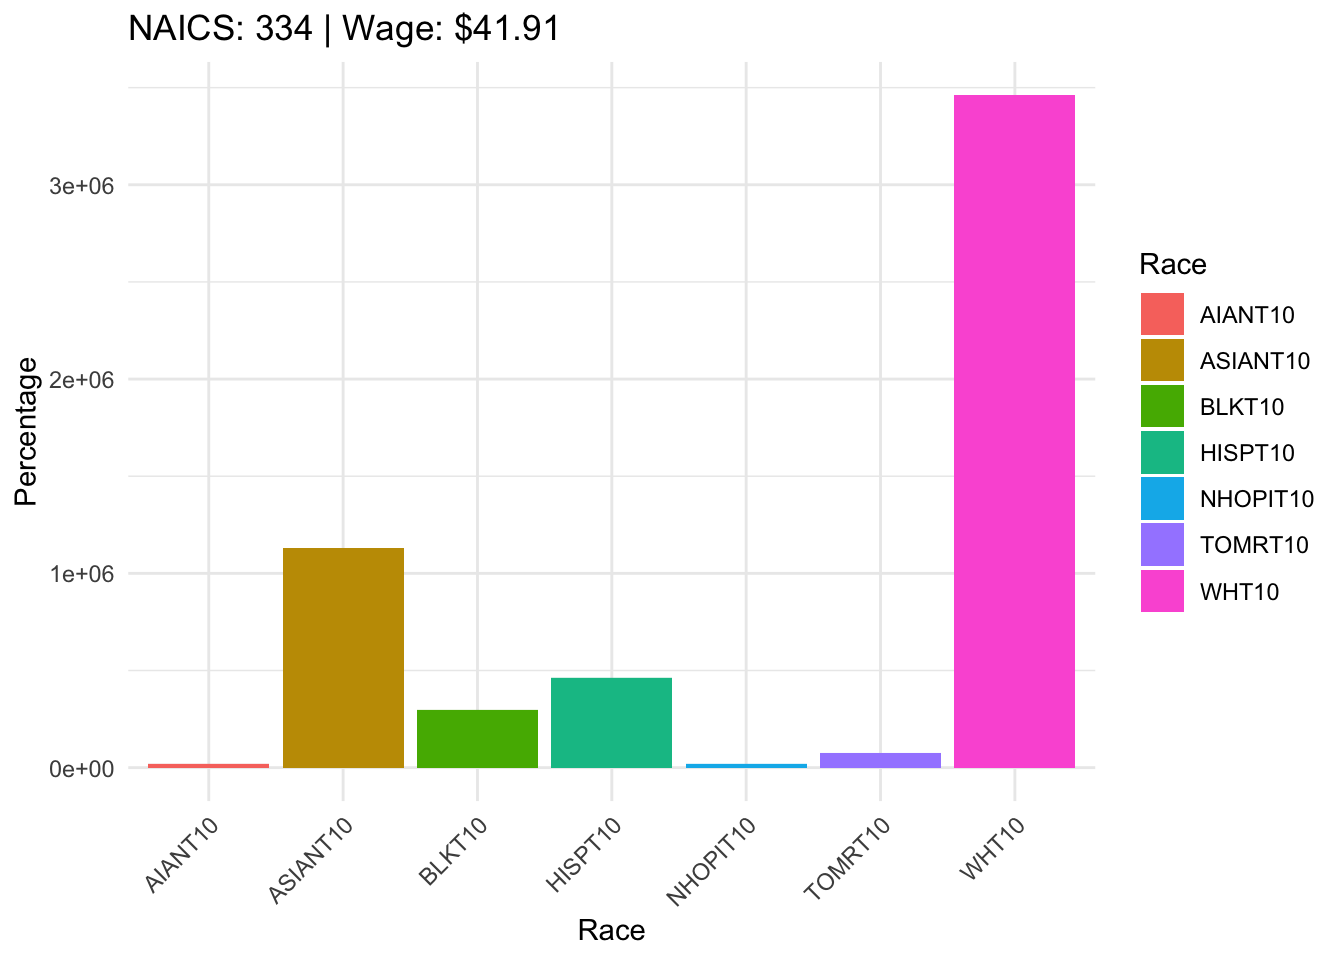 NAICS: 334 | Wage: $41.91
Percentage
3e+06
2e+06
1e+06
0e+00
AIANT10
ASIANT10
BLKT10
HISPT10
NHOPIT10
TOMRT10
WHT10
Race
Race
AIANT10
ASIANT10
BLKT10
HISPT10
NHOPIT10
TOMRT10
WHT10